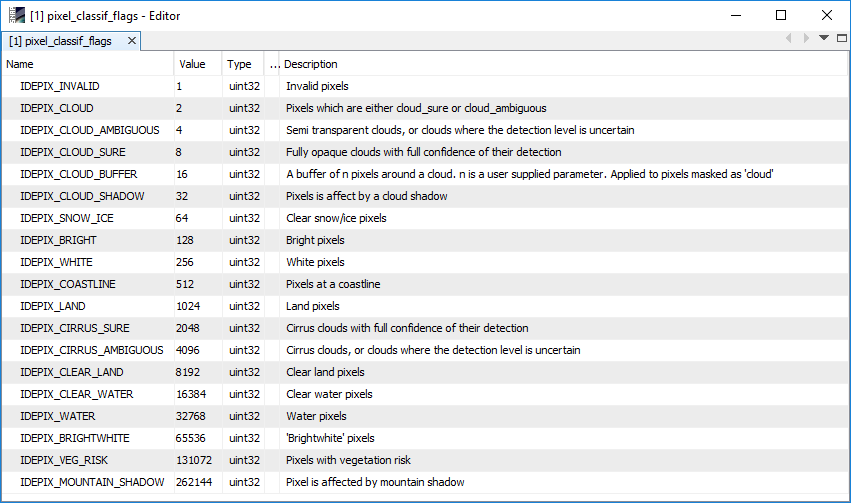 [1] pixel_classif_flags - Editor
[1] pixel_classif_flags
Name Value Type ... Description
IDEPIX_INVALID 1 uint32 Invalid pixels
IDEPIX_CLOUD 2 uint32 Pixels which are either cloud_sure or cloud_ambiguous
IDEPIX_CLOUD_AMBIGUOUS 4 uint32 Semi transparent clouds, or clouds where the detection level is uncertain
IDEPIX_CLOUD_SURE 8 uint32 Fully opaque clouds with full confidence of their detection
IDEPIX_CLOUD_BUFFER 16 uint32 A buffer of n pixels around a cloud. n is a user supplied parameter. Applied to pixels masked as 'cloud'
IDEPIX_CLOUD_SHADOW 32 uint32 Pixels is affect by a cloud shadow
IDEPIX_SNOW_ICE 64 uint32 Clear snow/ice pixels
IDEPIX_BRIGHT 128 uint32 Bright pixels
IDEPIX_WHITE 256 uint32 White pixels
IDEPIX_COASTLINE 512 uint32 Pixels at a coastline
IDEPIX_LAND 1024 uint32 Land pixels
IDEPIX_CIRRUS_SURE 2048 uint32 Cirrus clouds with full confidence of their detection
IDEPIX_CIRRUS_AMBIGUOUS 4096 uint32 Cirrus clouds, or clouds where the detection level is uncertain
IDEPIX_CLEAR_LAND 8192 uint32 Clear land pixels
IDEPIX_CLEAR_WATER 16384 uint32 Clear water pixels
IDEPIX_WATER 32768 uint32 Water pixels
IDEPIX_BRIGHTWHITE 65536 uint32 'Brightwhite' pixels
IDEPIX_VEG_RISK 131072 uint32 Pixels with vegetation risk
IDEPIX_MOUNTAIN_SHADOW 262144 uint32 Pixel is affected by mountain shadow